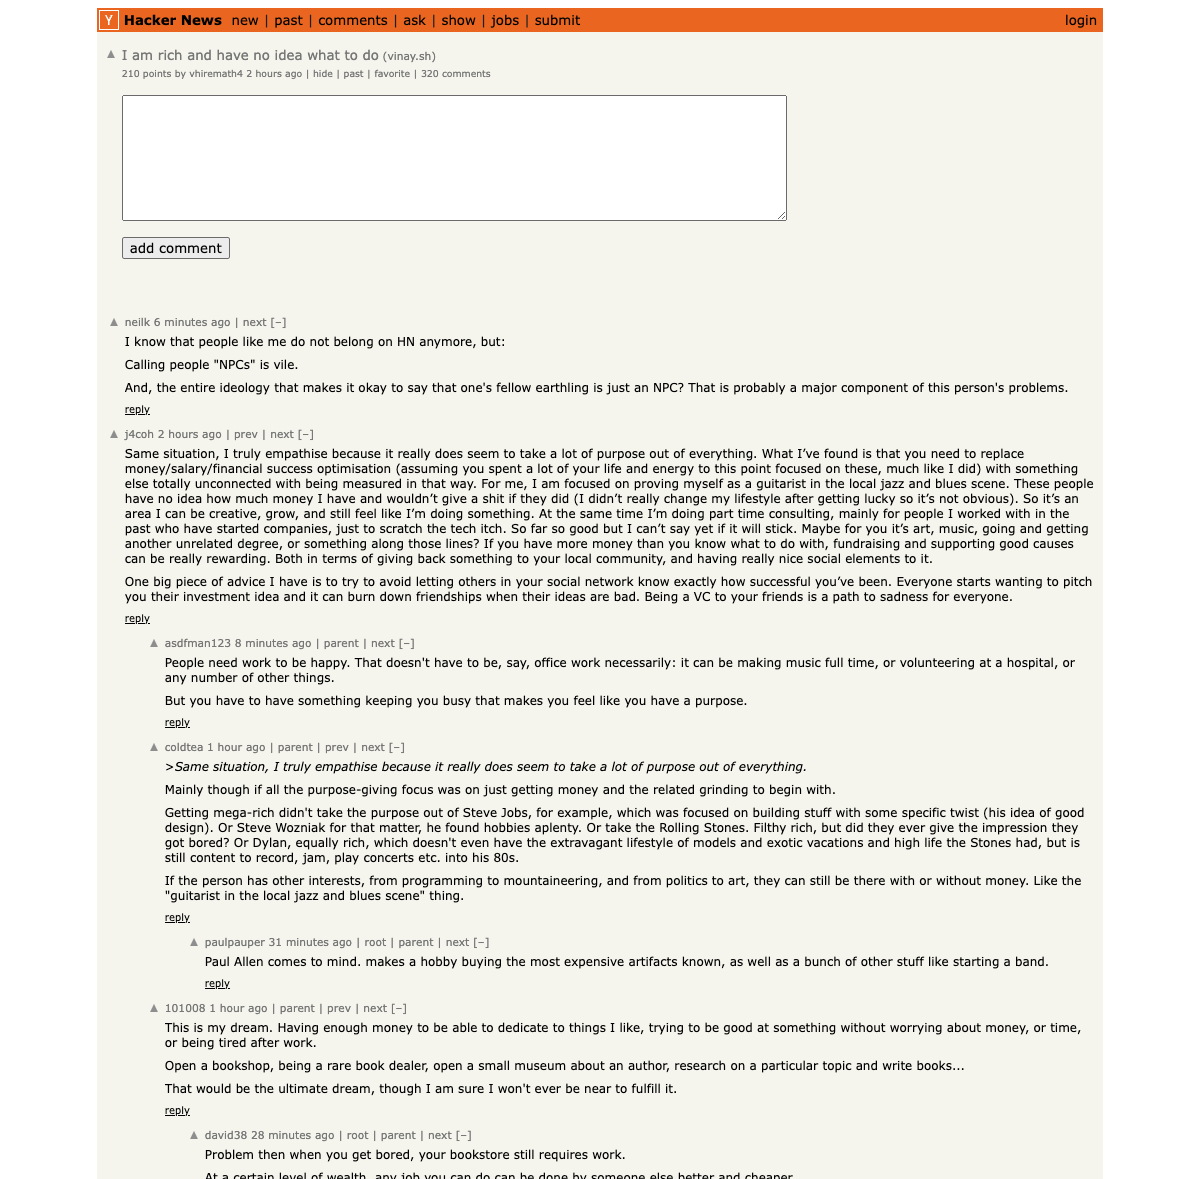 Y Hacker News new | past | comments | ask | show | jobs | submit login
▲ I am rich and have no idea what to do (vinay.sh)
210 points by vhiremath4 2 hours ago | hide | past | favorite | 320 comments
add comment
▲ neilk 6 minutes ago | next [–]
I know that people like me do not belong on HN anymore, but:
Calling people "NPCs" is vile.
And, the entire ideology that makes it okay to say that one's fellow earthling is just an NPC? That is probably a major component of this person's problems.
reply
▲ j4coh 2 hours ago | prev | next [–]
Same situation, I truly empathise because it really does seem to take a lot of purpose out of everything. What I’ve found is that you need to replace
money/salary/financial success optimisation (assuming you spent a lot of your life and energy to this point focused on these, much like I did) with something
else totally unconnected with being measured in that way. For me, I am focused on proving myself as a guitarist in the local jazz and blues scene. These people
have no idea how much money I have and wouldn’t give a shit if they did (I didn’t really change my lifestyle after getting lucky so it’s not obvious). So it’s an
area I can be creative, grow, and still feel like I’m doing something. At the same time I’m doing part time consulting, mainly for people I worked with in the
past who have started companies, just to scratch the tech itch. So far so good but I can’t say yet if it will stick. Maybe for you it’s art, music, going and getting
another unrelated degree, or something along those lines? If you have more money than you know what to do with, fundraising and supporting good causes
can be really rewarding. Both in terms of giving back something to your local community, and having really nice social elements to it.
One big piece of advice I have is to try to avoid letting others in your social network know exactly how successful you’ve been. Everyone starts wanting to pitch
you their investment idea and it can burn down friendships when their ideas are bad. Being a VC to your friends is a path to sadness for everyone.
reply
▲ asdfman123 8 minutes ago | parent | next [–]
People need work to be happy. That doesn't have to be, say, office work necessarily: it can be making music full time, or volunteering at a hospital, or
any number of other things.
But you have to have something keeping you busy that makes you feel like you have a purpose.
reply
▲ coldtea 1 hour ago | parent | prev | next [–]
>Same situation, I truly empathise because it really does seem to take a lot of purpose out of everything.
Mainly though if all the purpose-giving focus was on just getting money and the related grinding to begin with.
Getting mega-rich didn't take the purpose out of Steve Jobs, for example, which was focused on building stuff with some specific twist (his idea of good
design). Or Steve Wozniak for that matter, he found hobbies aplenty. Or take the Rolling Stones. Filthy rich, but did they ever give the impression they
got bored? Or Dylan, equally rich, which doesn't even have the extravagant lifestyle of models and exotic vacations and high life the Stones had, but is
still content to record, jam, play concerts etc. into his 80s.
If the person has other interests, from programming to mountaineering, and from politics to art, they can still be there with or without money. Like the
"guitarist in the local jazz and blues scene" thing.
reply
▲ paulpauper 31 minutes ago | root | parent | next [–]
Paul Allen comes to mind. makes a hobby buying the most expensive artifacts known, as well as a bunch of other stuff like starting a band.
reply
▲ 101008 1 hour ago | parent | prev | next [–]
This is my dream. Having enough money to be able to dedicate to things I like, trying to be good at something without worrying about money, or time,
or being tired after work.
Open a bookshop, being a rare book dealer, open a small museum about an author, research on a particular topic and write books...
That would be the ultimate dream, though I am sure I won't ever be near to fulfill it.
reply
▲ david38 28 minutes ago | root | parent | next [–]
Problem then when you get bored, your bookstore still requires work.
At a certain level of wealth, any job you can do can be done by someone else better and cheaper.